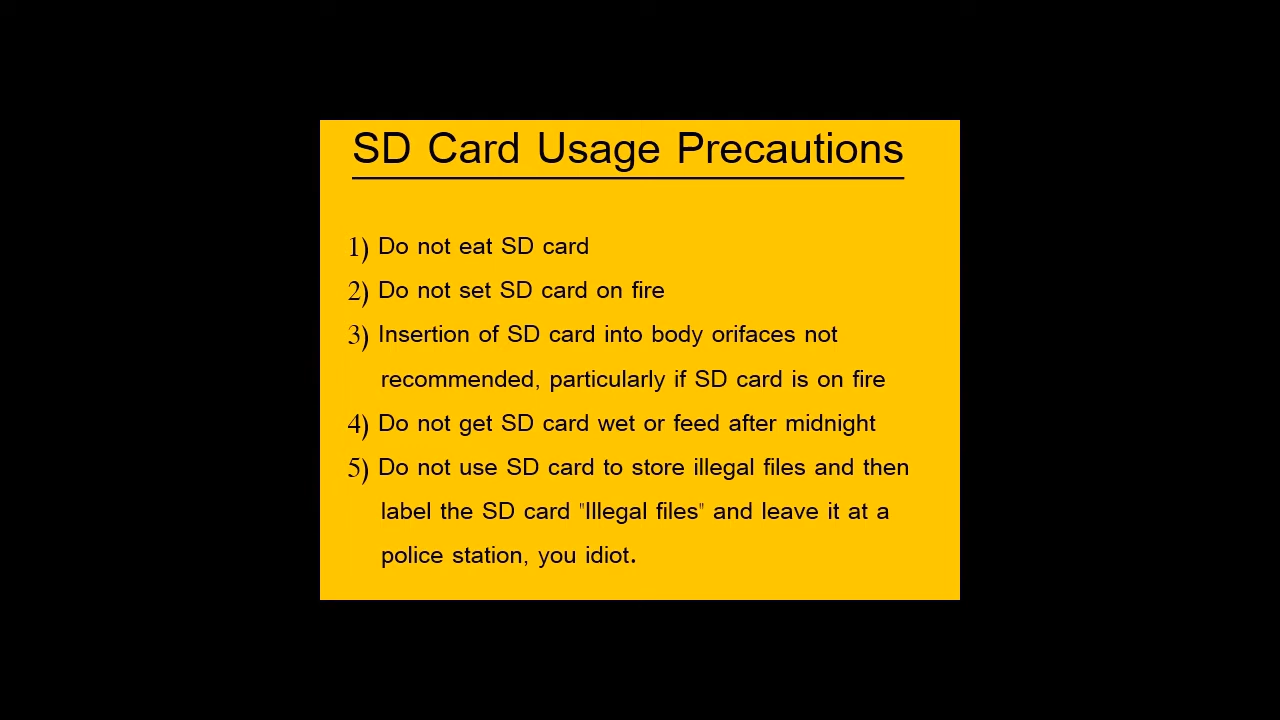 SD Card Usage Precautions
1) Do not eat SD card
2) Do not set SD card on fire
3) Insertion of SD card into body orifaces not
recommended, particularly if SD card is on fire
4) Do not get SD card wet or feed after midnight
5) Do not use SD card to store illegal files and then
label the SD card "Illegal files" and leave it at a
police station, you idiot.